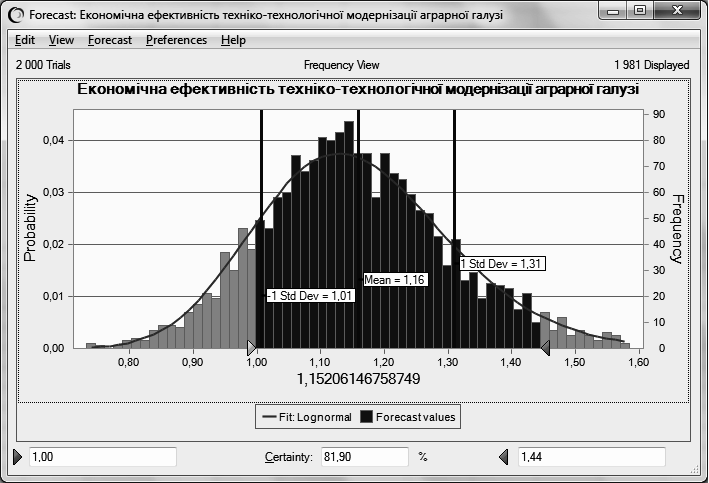 Forecast: Економічна ефективність техніко-технологічної модернізації аграрної галузі
Edit View Forecast Preferences Help
2 000 Trials Frequency View 1 981 Displayed
Економічна ефективність техніко-технологічної модернізації аграрної галузі
Probability
0,04
0,03
0,02
0,01
0,00
90
80
70
60
50
40
30
20
10
0
Frequency
1 Std Dev = 1,31
Mean = 1,16
-1 Std Dev = 1,01
0,80 0,90 1,00 1,10 1,20 1,30 1,40 1,50 1,60
1,15206146758749
Fit: Lognormal Forecast values
1,00 Certainty: 81,90 % 1,44